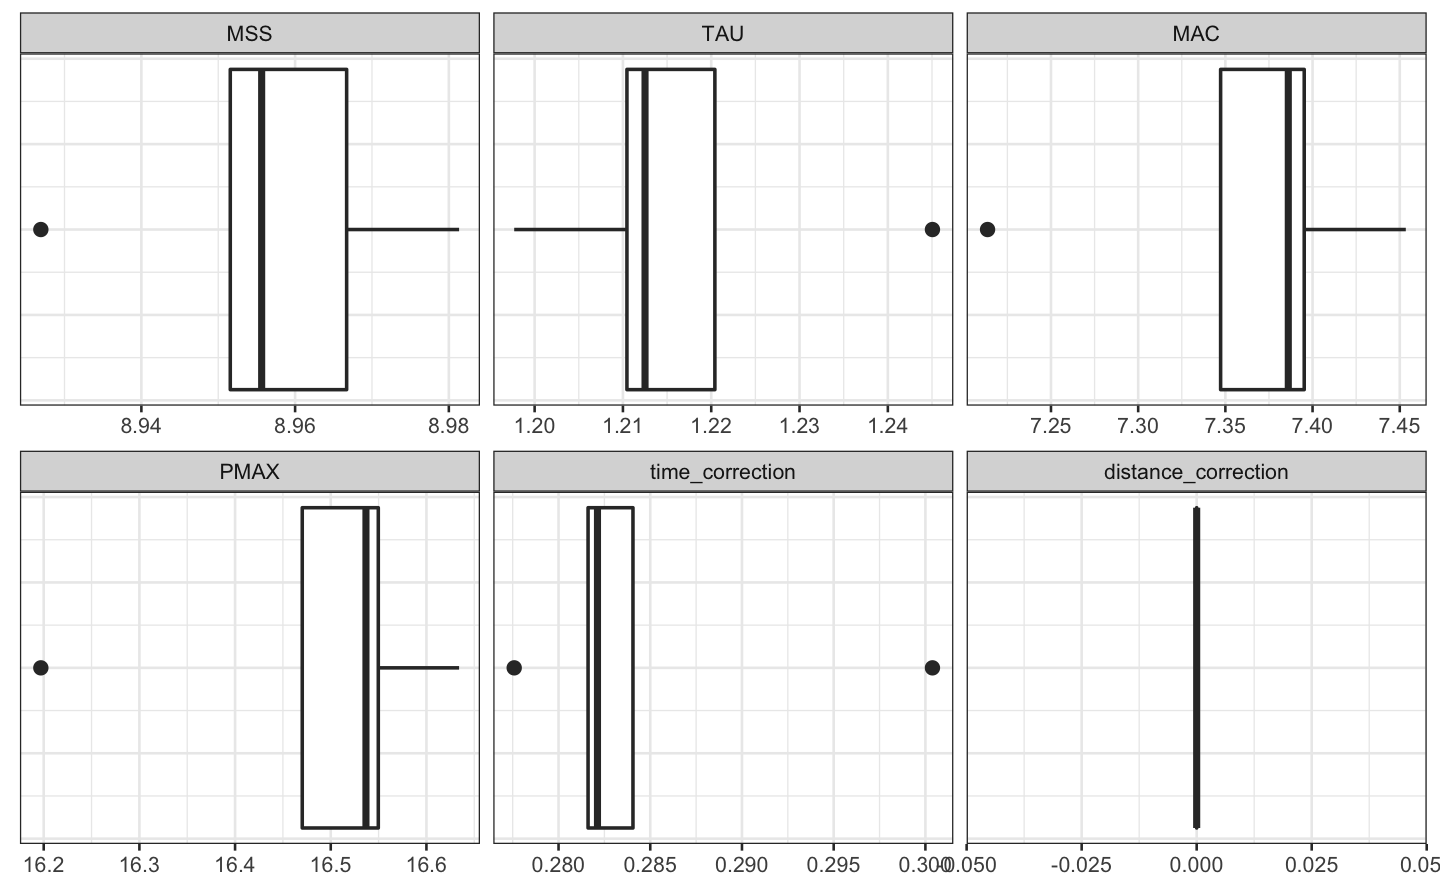 MSS TAU MAC
8.94 8.96 8.98 1.20 1.21 1.22 1.23 1.24 7.25 7.30 7.35 7.40 7.45
PMAX time_correction distance_correction
16.2 16.3 16.4 16.5 16.6 0.280 0.285 0.290 0.295 0.300 -0.050 -0.025 0.000 0.025 0.05